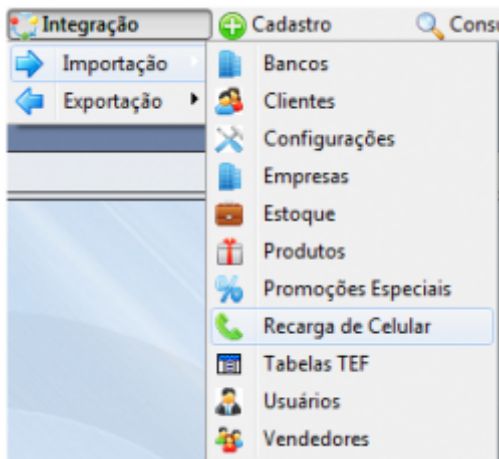 Integração Cadastro Cons
Importação
Exportação
Bancos
Clientes
Configurações
Empresas
Estoque
Produtos
Promoções Especiais
Recarga de Celular
Tabelas TEF
Usuários
Vendedores